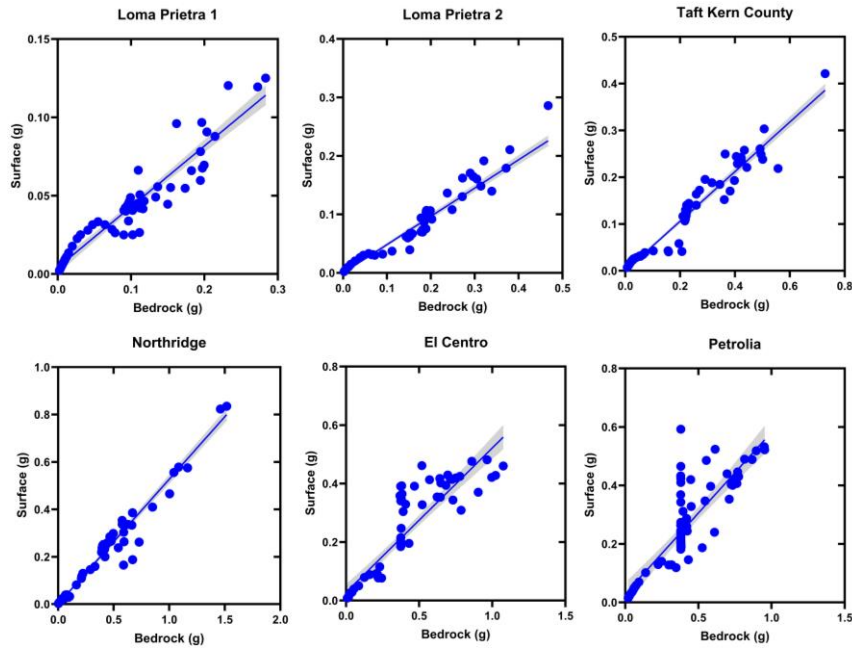 Loma Prietra 1
Surface (g)
0.15
0.10
0.05
0.00
0.0 0.1 0.2 0.3
Bedrock (g)
Loma Prietra 2
Surface (g)
0.4
0.3
0.2
0.1
0.0
0.0 0.1 0.2 0.3 0.4 0.5
Bedrock (g)
Taft Kern County
Surface (g)
0.5
0.4
0.3
0.2
0.1
0.0
0.0 0.2 0.4 0.6 0.8
Bedrock (g)
Northridge
Surface (g)
1.0
0.8
0.6
0.4
0.2
0.0
0.0 0.5 1.0 1.5 2.0
Bedrock (g)
El Centro
Surface (g)
0.8
0.6
0.4
0.2
0.0
0.0 0.5 1.0 1.5
Bedrock (g)
Petrolia
Surface (g)
0.8
0.6
0.4
0.2
0.0
0.0 0.5 1.0 1.5
Bedrock (g)